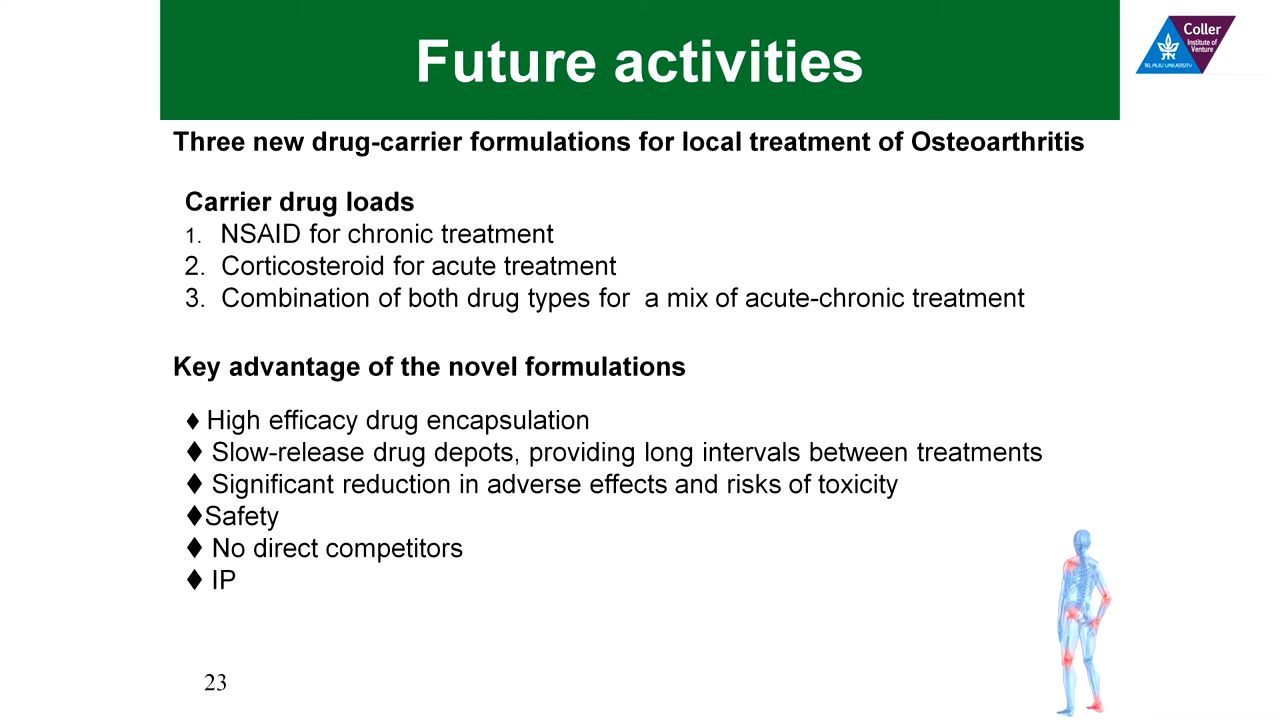 Future activities
Coller
Institute of
Venture
TEL AVIV UNIVERSITY
Three new drug-carrier formulations for local treatment of Osteoarthritis
Carrier drug loads
1. NSAID for chronic treatment
2. Corticosteroid for acute treatment
3. Combination of both drug types for a mix of acute-chronic treatment
Key advantage of the novel formulations
♦ High efficacy drug encapsulation
♦ Slow-release drug depots, providing long intervals between treatments
♦ Significant reduction in adverse effects and risks of toxicity
♦Safety
♦ No direct competitors
♦ IP
23